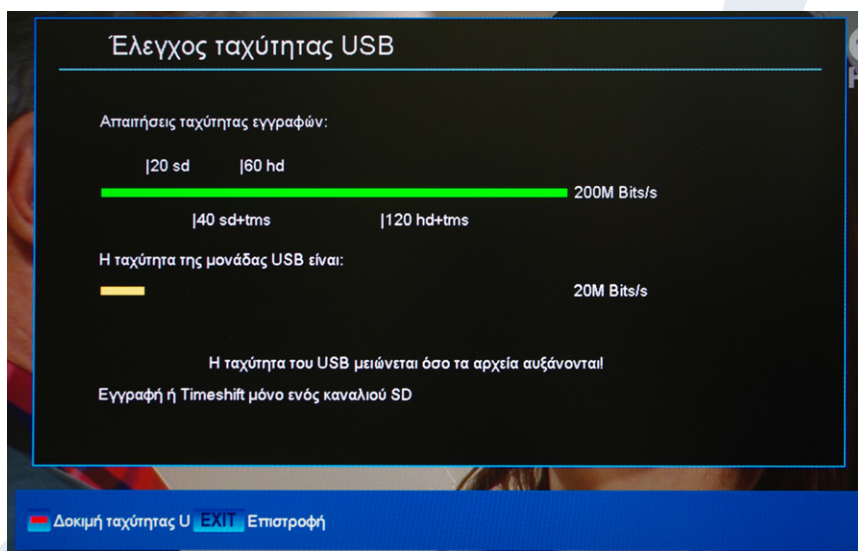 Έλεγχος ταχύτητας USB
Απαιτήσεις ταχύτητας εγγραφών:
|20 sd |60 hd
200M Bits/s
|40 sd+tms |120 hd+tms
Η ταχύτητα της μονάδας USB είναι:
20M Bits/s
Η ταχύτητα του USB μειώνεται όσο τα αρχεία αυξάνονται!
Εγγραφή ή Timeshift μόνο ενός καναλιού SD
Δοκιμή ταχύτητας U EXIT Επιστροφή